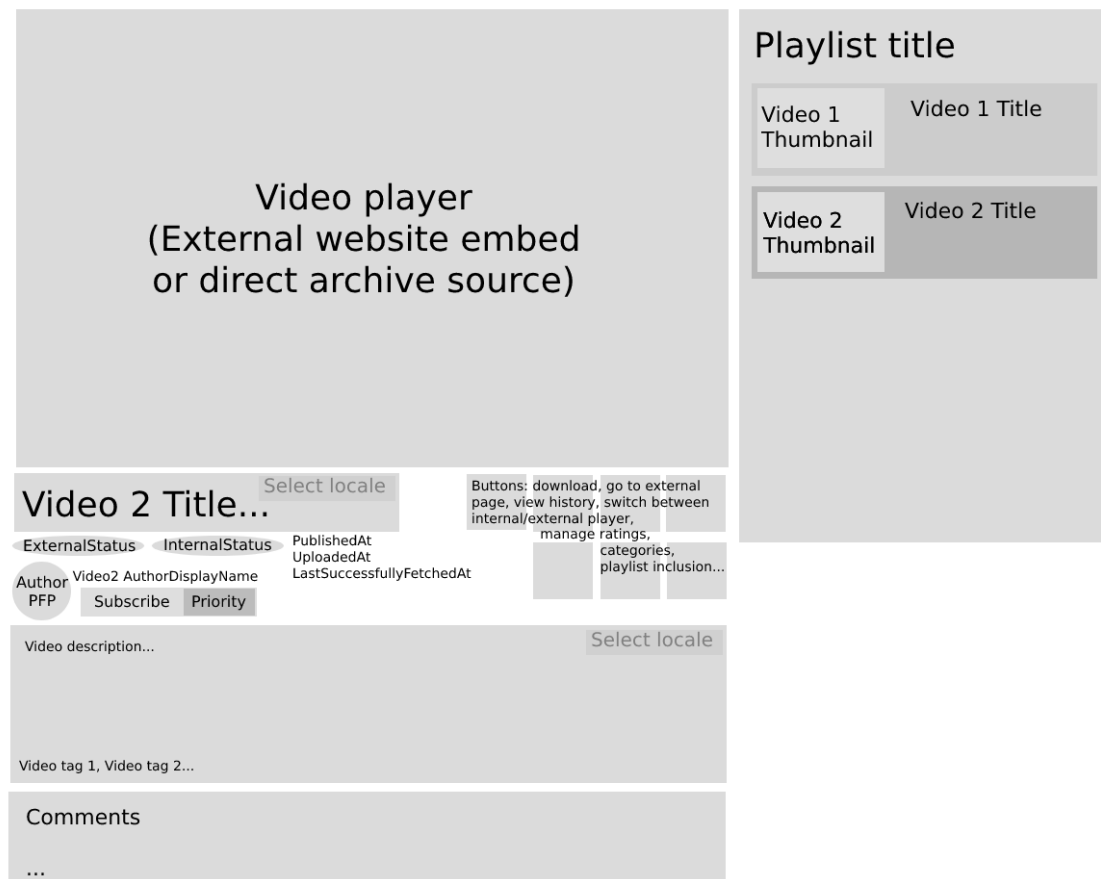 Video player
(External website embed
or direct archive source)
Playlist title
Video 1
Thumbnail
Video 1 Title
Video 2
Thumbnail
Video 2 Title
Video 2 Title...
Select locale
ExternalStatus
InternalStatus
PublishedAt
UploadedAt
LastSuccessfullyFetchedAt
Author
PFP
Video2 AuthorDisplayName
Subscribe
Priority
Buttons: download, go to external
page, view history, switch between
internal/external player,
manage ratings,
categories,
playlist inclusion...
Video description...
Select locale
Video tag 1, Video tag 2...
Comments
...